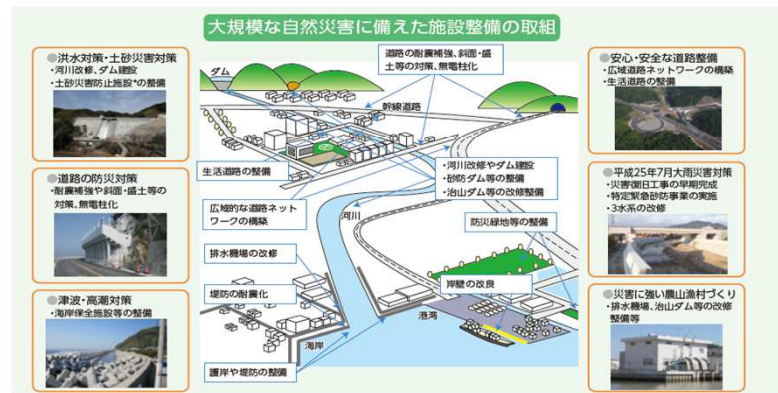 大規模な自然災害に備えた施設整備の取組
●洪水対策・土砂災害対策
・河川改修、ダム建設
・土砂災害防止施設*の整備
●道路の防災対策
・耐震補強や斜面・盛土等の
対策、無電柱化
●津波・高潮対策
・海岸保全施設等の整備
ダム
道路の耐震補強、斜面・盛
土等の対策、無電柱化
幹線道路
生活道路の整備
・河川改修やダム建設
・砂防ダム等の整備
・治山ダム等の改修整備
広域的な道路ネット
ワークの構築
河川
防災緑地等の整備
排水機場の改修
岸壁の改良
堤防の耐震化
港湾
海岸
護岸や堤防の整備
●安心・安全な道路整備
・広域道路ネットワークの構築
・生活道路の整備
●平成25年7月大雨災害対策
・災害復旧工事の早期完成
・特定緊急砂防事業の実施
・3水系の改修
●災害に強い農山漁村づくり
・排水機場、治山ダム等の改修
整備等